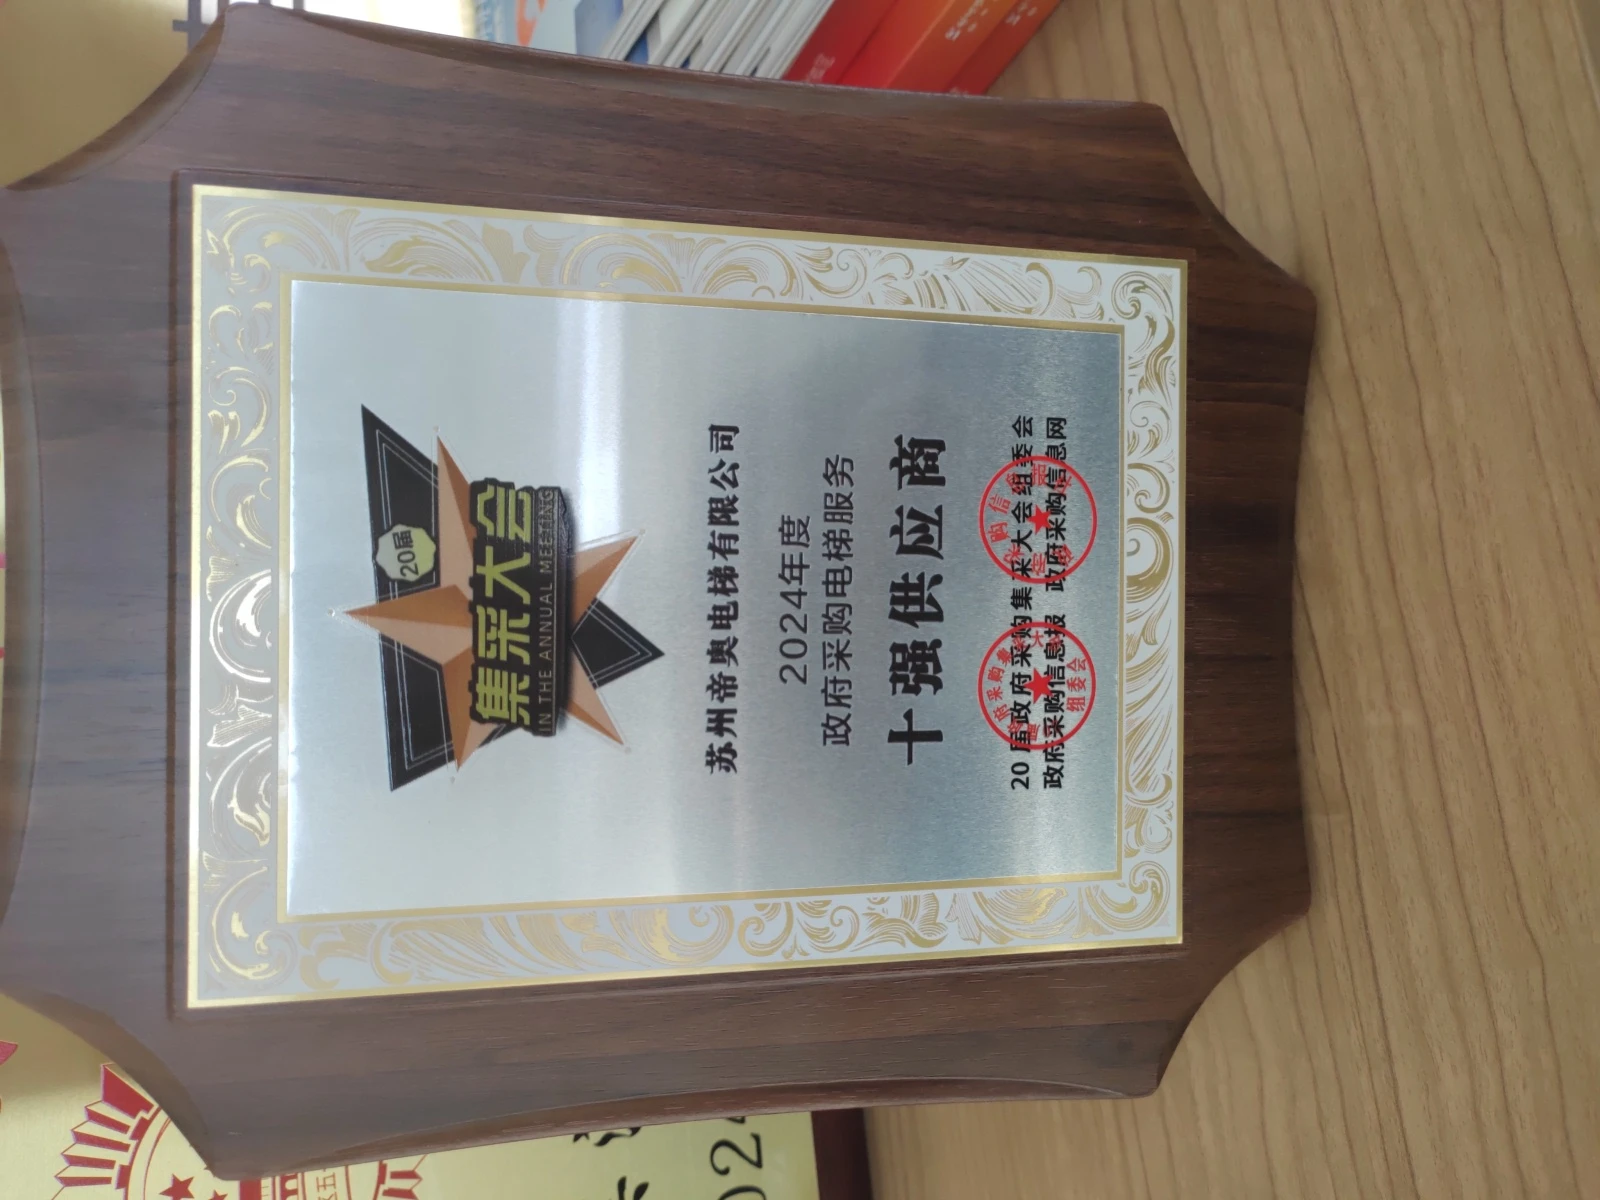 20届
集采大会
IN THE ANNUAL MEETING
苏州帝奥电梯有限公司
2024年度
政府采购电梯服务
十强供应商
20届政府采购集采大会组委会
政府采购信息报 政府采购信息网
组委会